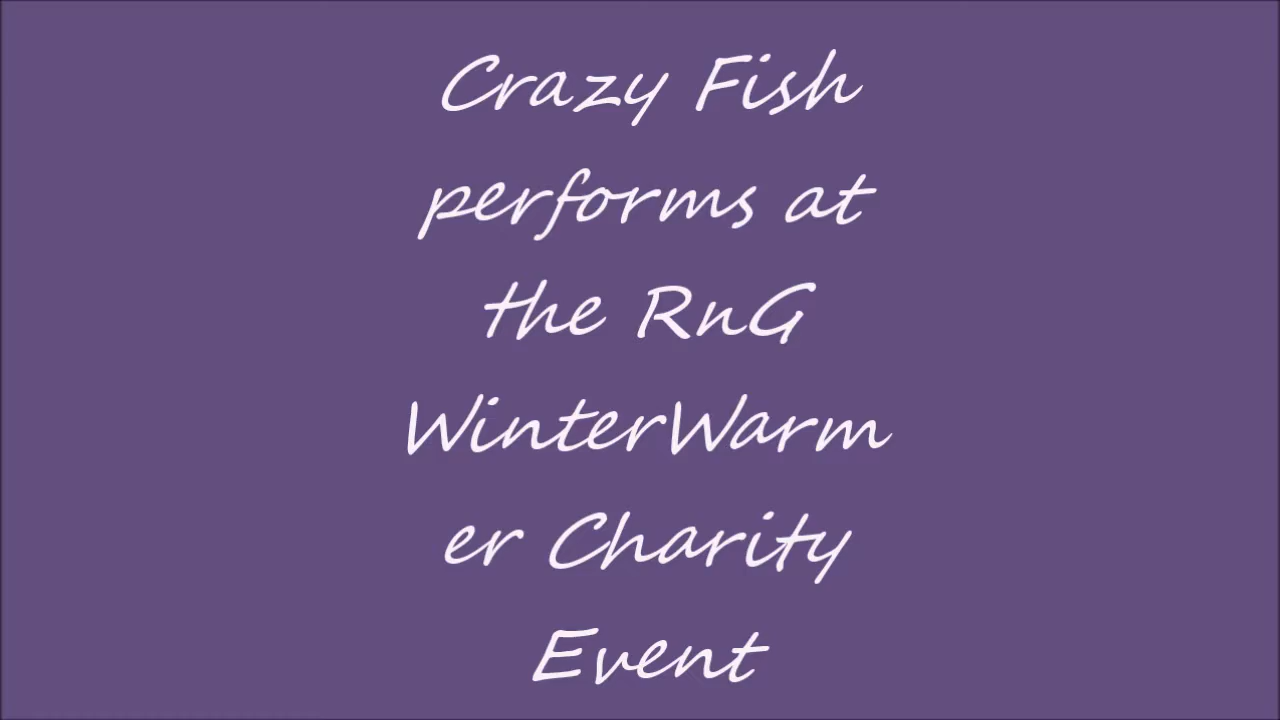 Crazy Fish
performs at
the RnG
WinterWarm
er Charity
Event